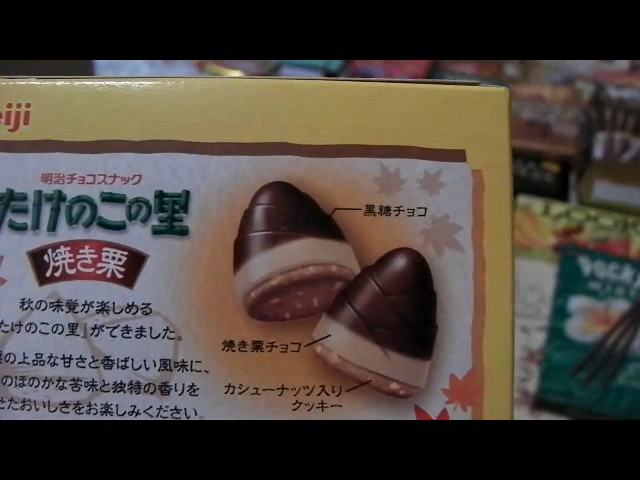 eiji
明治チョコスナック
たけのこの里
焼き栗
秋の味覚が楽しめる
たけのこの里」ができました。
の上品な甘さと香ばしい風味に、
のほのかな苦味と独特の香りを
せたおいしさをお楽しみください。
黒糖チョコ
焼き栗チョコ
カシューナッツ入り
クッキー
POCK